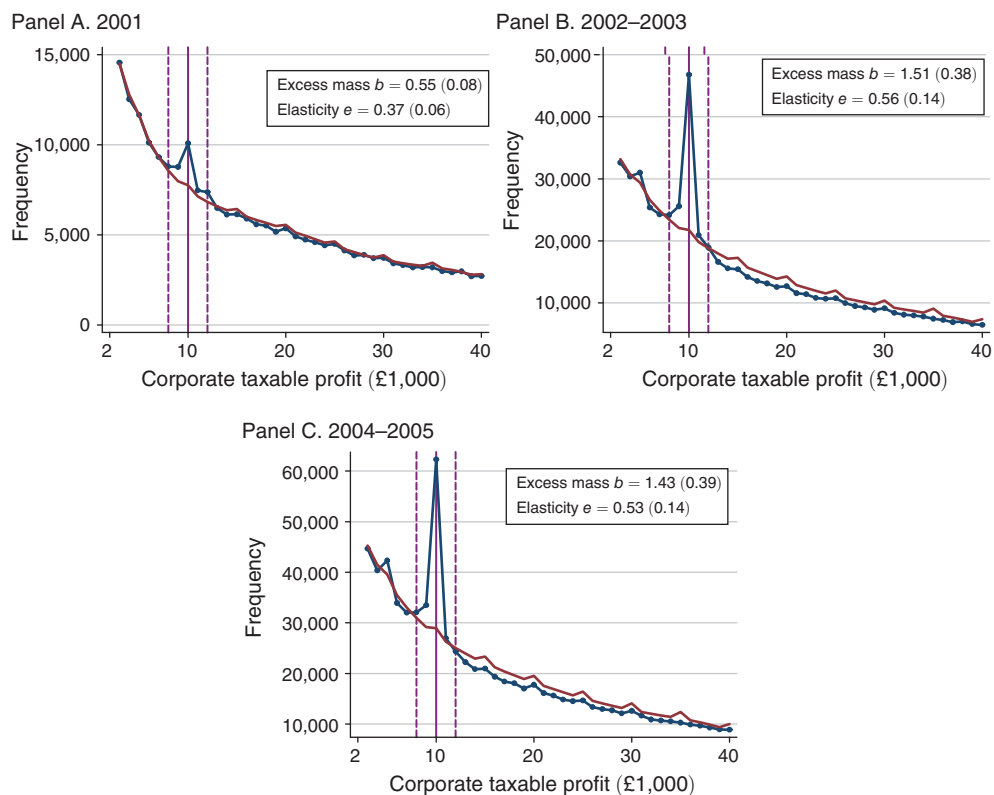 Panel A. 2001
15,000
10,000
5,000
0
Frequency
Excess mass b = 0.55 (0.08)
Elasticity e = 0.37 (0.06)
2 10 20 30 40
Corporate taxable profit (£1,000)
Panel B. 2002–2003
50,000
40,000
30,000
20,000
10,000
Frequency
Excess mass b = 1.51 (0.38)
Elasticity e = 0.56 (0.14)
2 10 20 30 40
Corporate taxable profit (£1,000)
Panel C. 2004–2005
60,000
50,000
40,000
30,000
20,000
10,000
Frequency
Excess mass b = 1.43 (0.39)
Elasticity e = 0.53 (0.14)
2 10 20 30 40
Corporate taxable profit (£1,000)